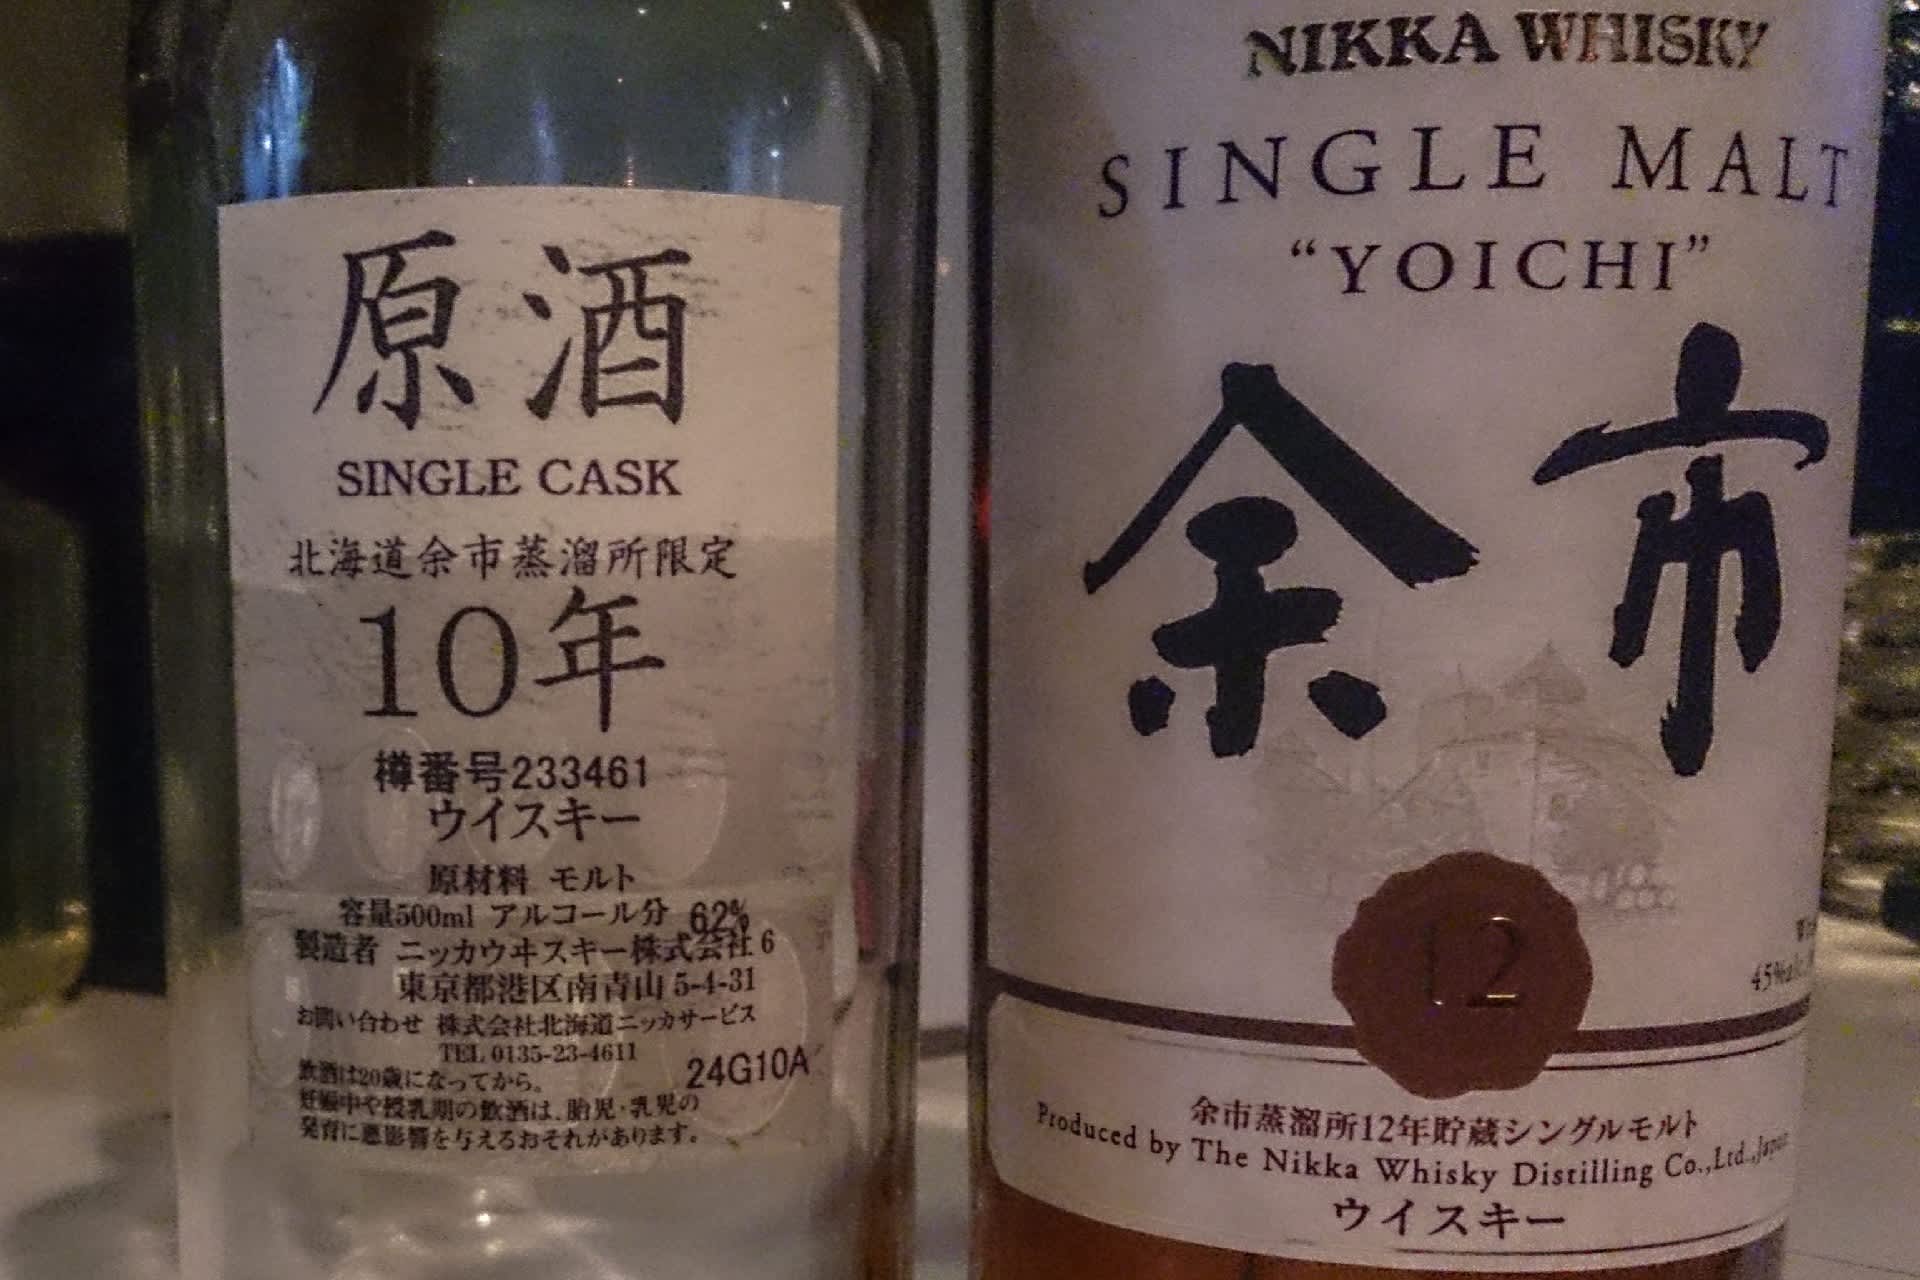 原酒
SINGLE CASK
北海道余市蒸溜所限定
10年
樽番号233461
ウイスキー
原材料 モルト
容量500ml アルコール分 62%
製造者 ニッカウヰスキー株式会社 6
東京都港区南青山 5-4-31
お問い合わせ 株式会社北海道ニッカサービス
TEL 0135-23-4611
飲酒は20歳になってから。
24G10A
妊娠中や授乳期の飲酒は、胎児・乳児の
発育に悪影響を与えるおそれがあります。
NIKKA WHISKY
SINGLE MALT
“YOICHI”
余市
12
45%alc.
余市蒸溜所12年貯蔵シングルモルト
Produced by The Nikka Whisky Distilling Co.,Ltd.,Japan
ウイスキー